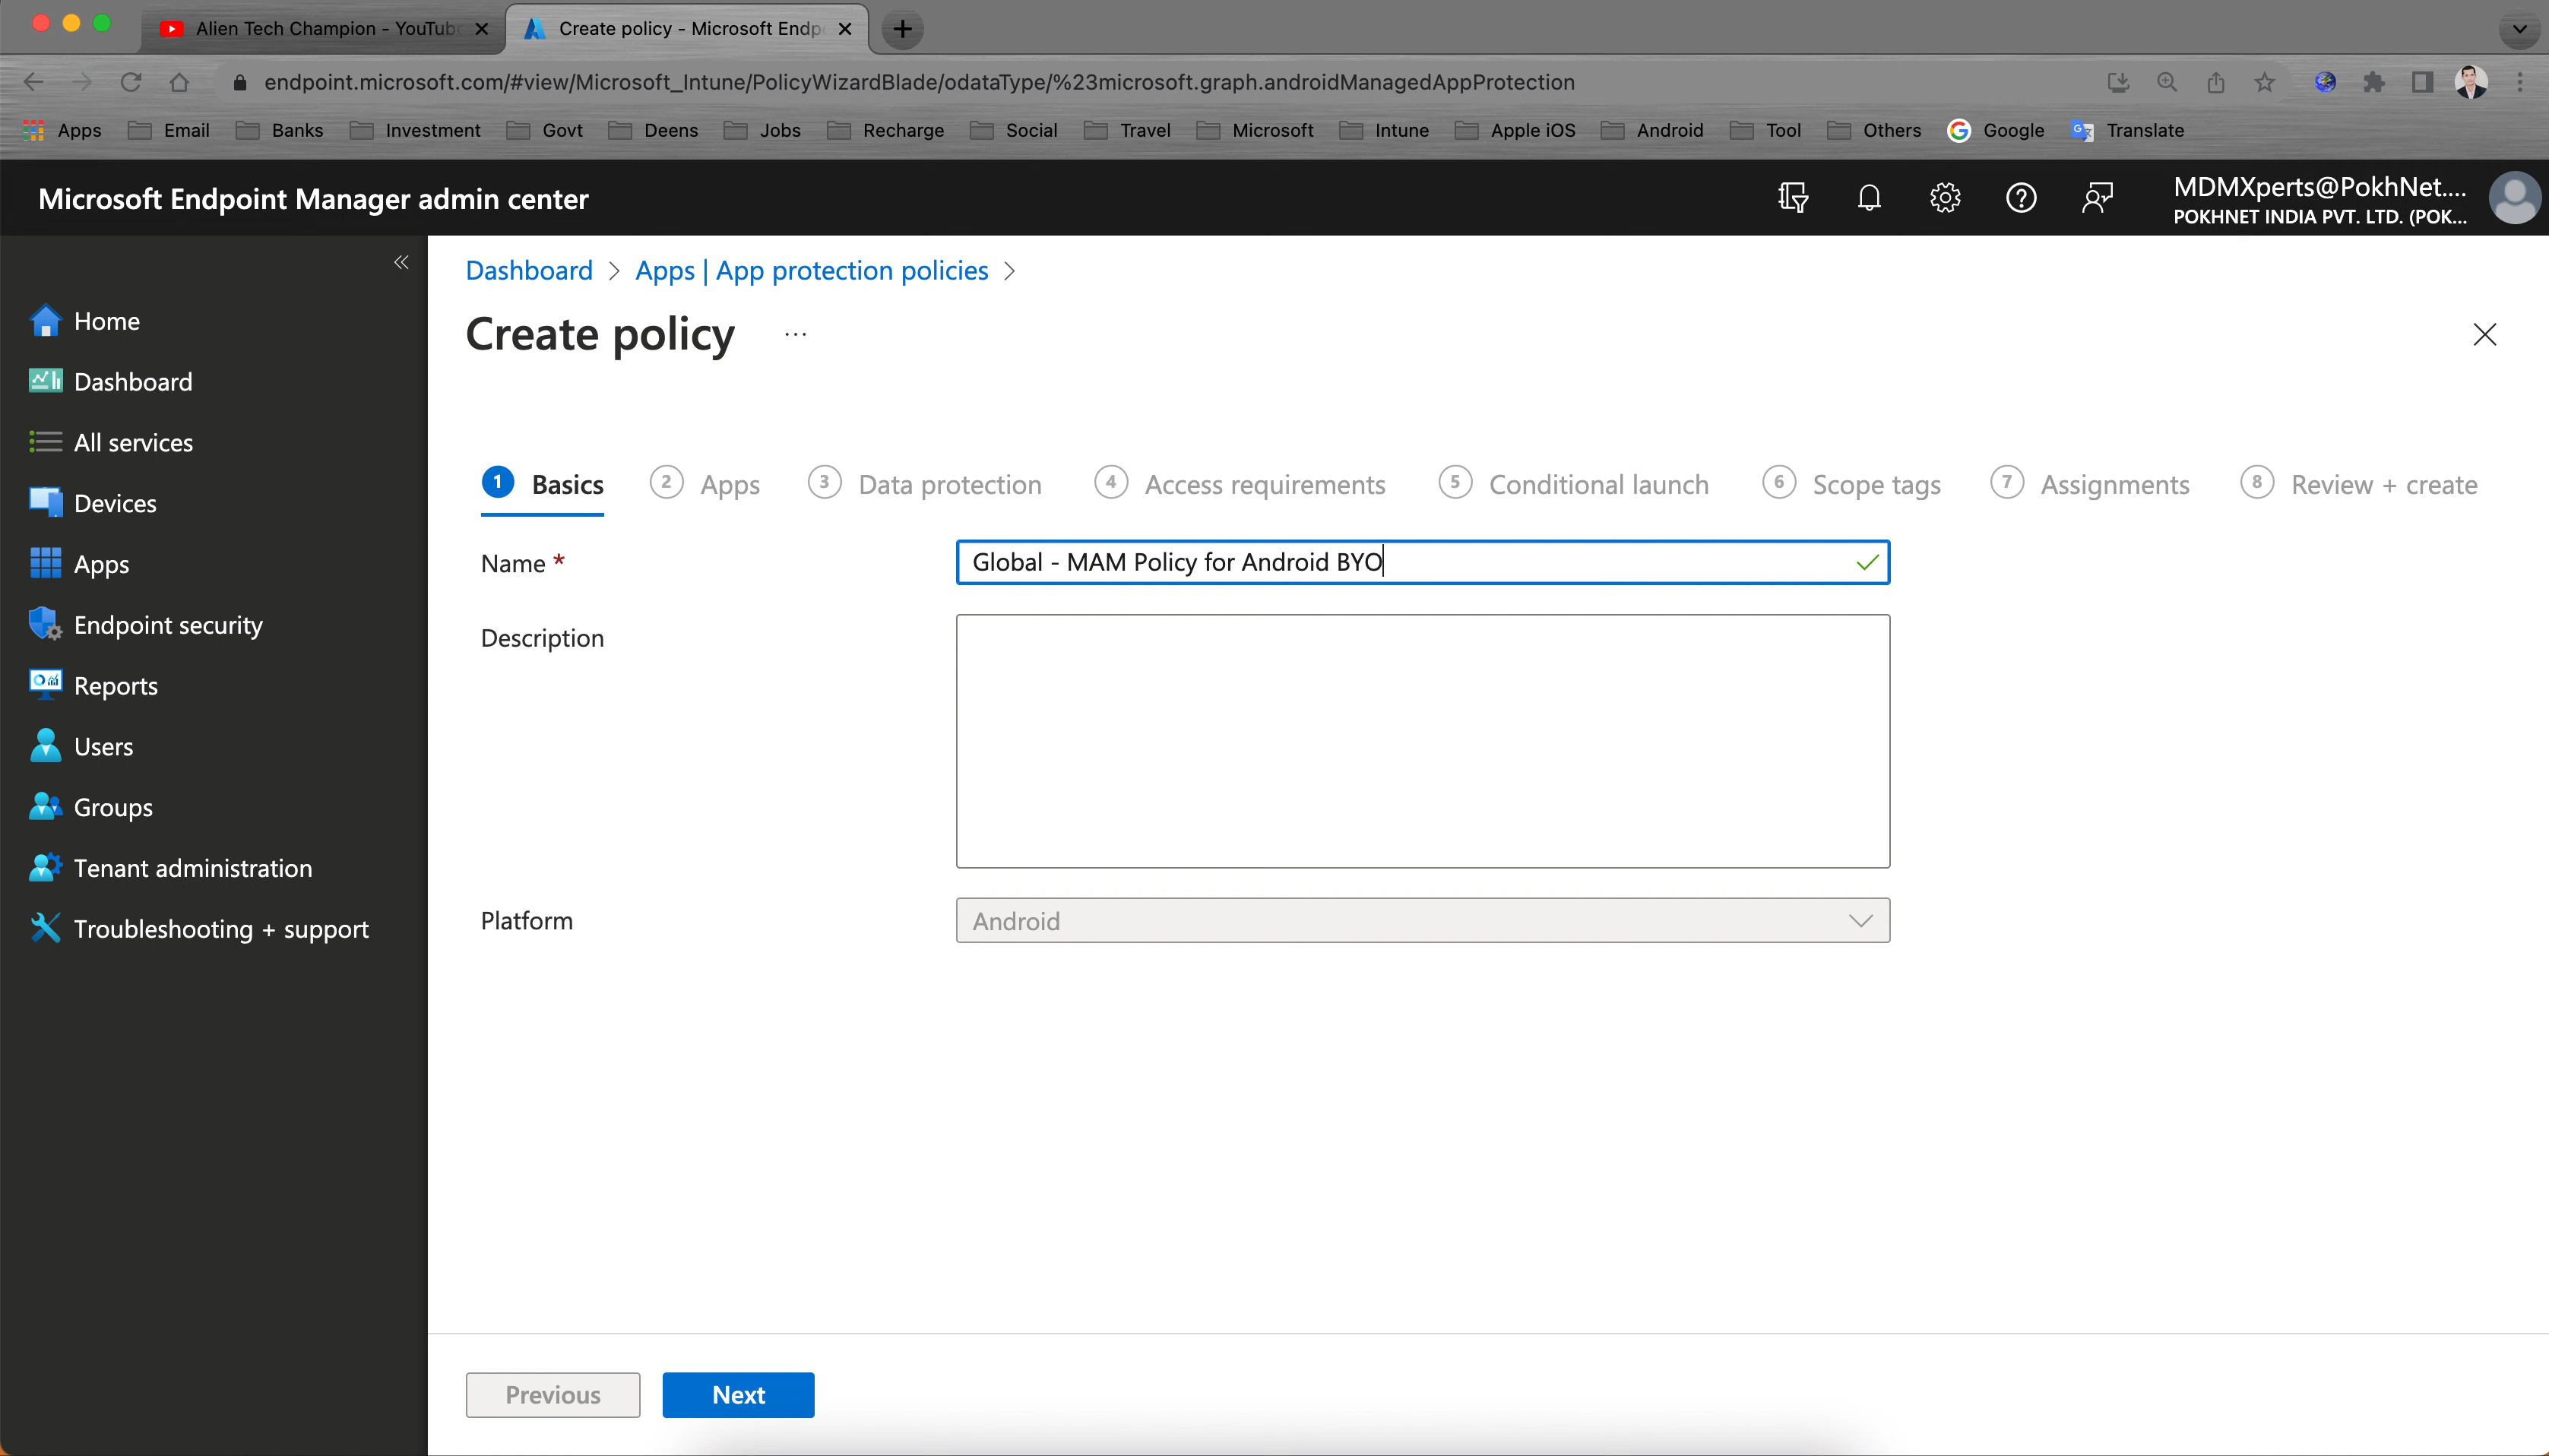 Alien Tech Champion - YouTub
Create policy - Microsoft Endp
endpoint.microsoft.com/#view/Microsoft_Intune/PolicyWizardBlade/odataType/%23microsoft.graph.androidManagedAppProtection
Apps Email Banks Investment Govt Deens Jobs Recharge Social Travel Microsoft Intune Apple iOS Android Tool Others Google Translate
Microsoft Endpoint Manager admin center
MDMXperts@PokhNet....
POKHNET INDIA PVT. LTD. (POK...
Home
Dashboard
All services
Devices
Apps
Endpoint security
Reports
Users
Groups
Tenant administration
Troubleshooting + support
Dashboard > Apps | App protection policies >
Create policy ...
1 Basics 2 Apps 3 Data protection 4 Access requirements 5 Conditional launch 6 Scope tags 7 Assignments 8 Review + create
Name * Global - MAM Policy for Android BYO
Description
Platform Android
Previous Next